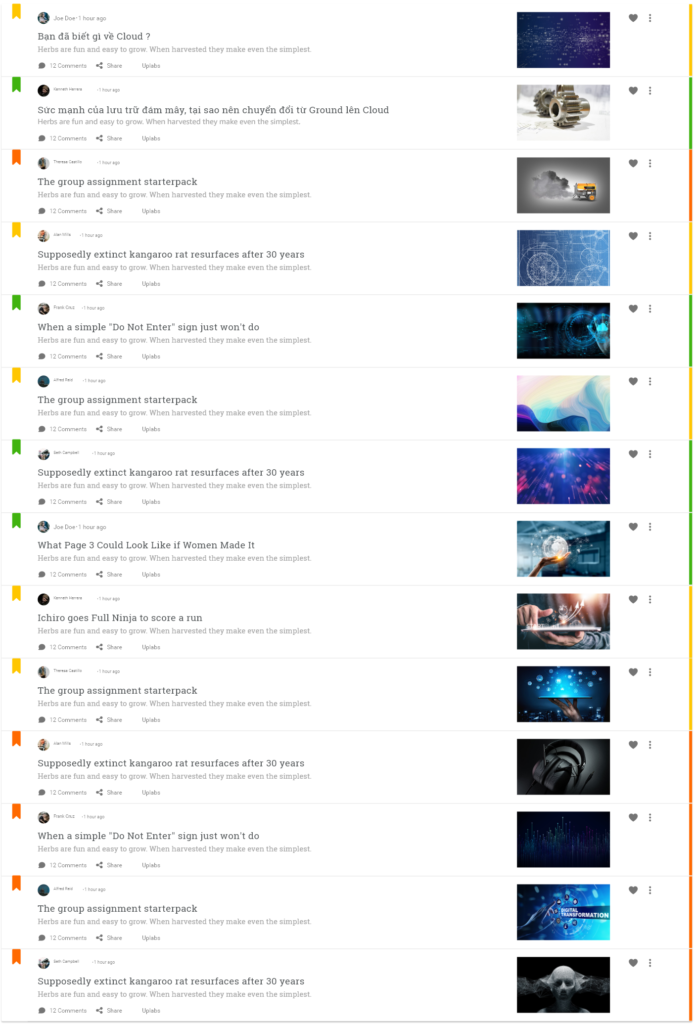 Joe Doe • 1 hour ago
Bạn đã biết gì về Cloud ?
Herbs are fun and easy to grow. When harvested they make even the simplest.
12 Comments Share Uplabs
Kenneth Herrera • 1 hour ago
Sức mạnh của lưu trữ đám mây, tại sao nên chuyển đổi từ Ground lên Cloud
Herbs are fun and easy to grow. When harvested they make even the simplest.
12 Comments Share Uplabs
Theresa Castillo • 1 hour ago
The group assignment starterpack
Herbs are fun and easy to grow. When harvested they make even the simplest.
12 Comments Share Uplabs
• 1 hour ago
Supposedly extinct kangaroo rat resurfaces after 30 years
Herbs are fun and easy to grow. When harvested they make even the simplest.
12 Comments Share Uplabs
Frank Cruz • 1 hour ago
When a simple "Do Not Enter" sign just won't do
Herbs are fun and easy to grow. When harvested they make even the simplest.
12 Comments Share Uplabs
Alfred Reid • 1 hour ago
The group assignment starterpack
Herbs are fun and easy to grow. When harvested they make even the simplest.
12 Comments Share Uplabs
Seth Campbell • 1 hour ago
Supposedly extinct kangaroo rat resurfaces after 30 years
Herbs are fun and easy to grow. When harvested they make even the simplest.
12 Comments Share Uplabs
Joe Doe • 1 hour ago
What Page 3 Could Look Like if Women Made It
Herbs are fun and easy to grow. When harvested they make even the simplest.
12 Comments Share Uplabs
Kenneth Herrera • 1 hour ago
Ichiro goes Full Ninja to score a run
Herbs are fun and easy to grow. When harvested they make even the simplest.
12 Comments Share Uplabs
Theresa Castillo • 1 hour ago
The group assignment starterpack
Herbs are fun and easy to grow. When harvested they make even the simplest.
12 Comments Share Uplabs
• 1 hour ago
Supposedly extinct kangaroo rat resurfaces after 30 years
Herbs are fun and easy to grow. When harvested they make even the simplest.
12 Comments Share Uplabs
Frank Cruz • 1 hour ago
When a simple "Do Not Enter" sign just won't do
Herbs are fun and easy to grow. When harvested they make even the simplest.
12 Comments Share Uplabs
Alfred Reid • 1 hour ago
The group assignment starterpack
Herbs are fun and easy to grow. When harvested they make even the simplest.
12 Comments Share Uplabs
DIGITAL
TRANSFORMATION
Seth Campbell • 1 hour ago
Supposedly extinct kangaroo rat resurfaces after 30 years
Herbs are fun and easy to grow. When harvested they make even the simplest.
12 Comments Share Uplabs